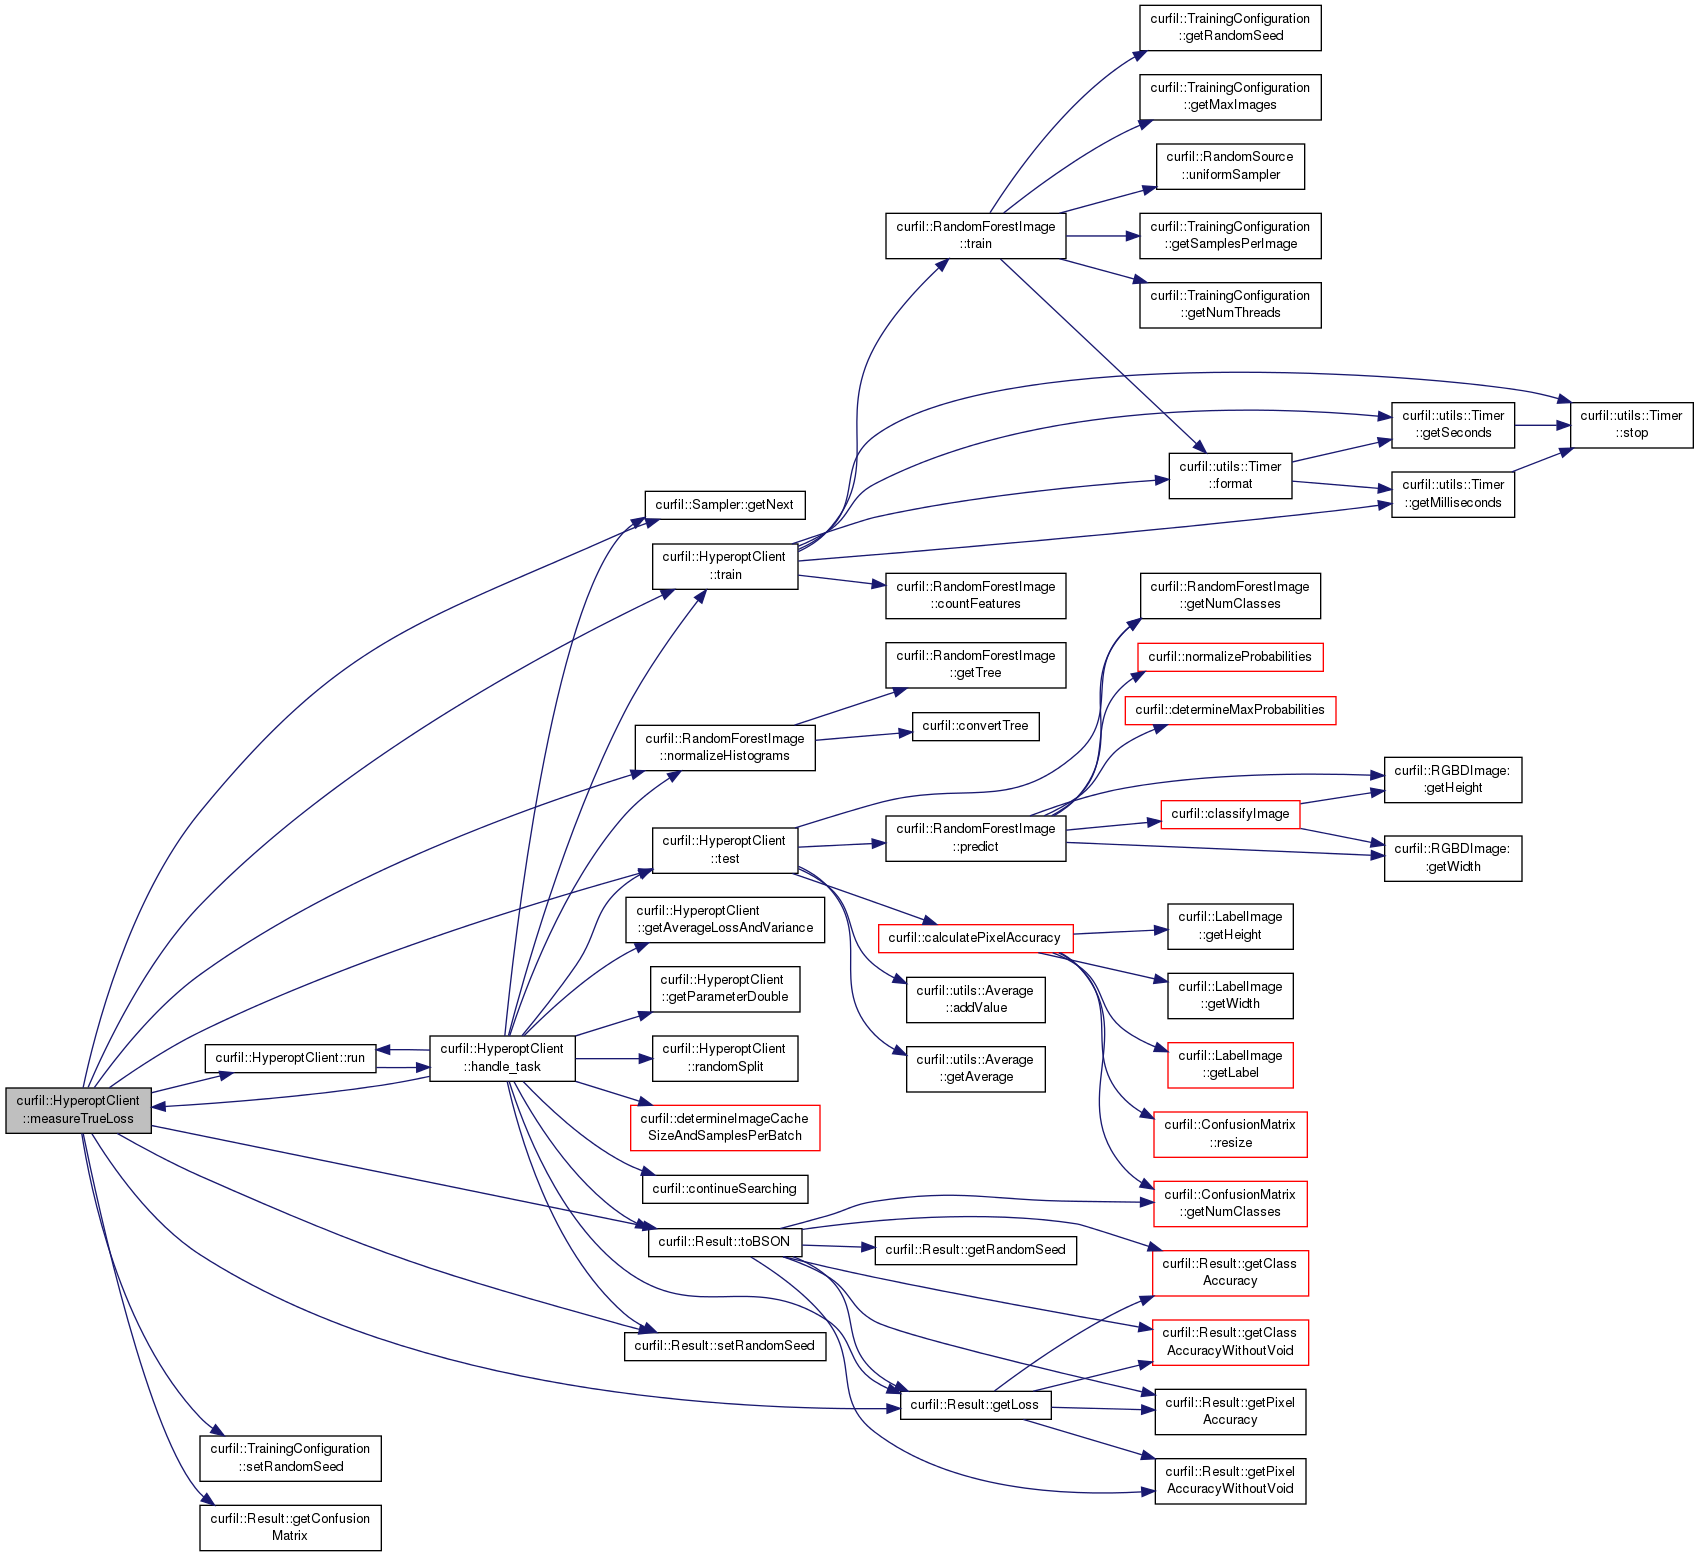 curfil::TrainingConfiguration
::getRandomSeed
curfil::TrainingConfiguration
::getMaxImages
curfil::RandomSource
::uniformSampler
curfil::RandomForestImage
::train
curfil::TrainingConfiguration
::getSamplesPerImage
curfil::TrainingConfiguration
::getNumThreads
curfil::utils::Timer
::getSeconds
curfil::utils::Timer
::stop
curfil::utils::Timer
::format
curfil::utils::Timer
::getMilliseconds
curfil::Sampler::getNext
curfil::HyperoptClient
::train
curfil::RandomForestImage
::countFeatures
curfil::RandomForestImage
::getNumClasses
curfil::RandomForestImage
::getTree
curfil::normalizeProbabilities
curfil::determineMaxProbabilities
curfil::RandomForestImage
::normalizeHistograms
curfil::convertTree
curfil::RGBDImage:
:getHeight
curfil::classifyImage
curfil::HyperoptClient
::test
curfil::RandomForestImage
::predict
curfil::RGBDImage:
:getWidth
curfil::HyperoptClient
::getAverageLossAndVariance
curfil::calculatePixelAccuracy
curfil::LabelImage
::getHeight
curfil::HyperoptClient
::getParameterDouble
curfil::utils::Average
::addValue
curfil::LabelImage
::getWidth
curfil::HyperoptClient::run
curfil::HyperoptClient
::handle_task
curfil::HyperoptClient
::randomSplit
curfil::utils::Average
::getAverage
curfil::LabelImage
::getLabel
curfil::HyperoptClient
::measureTrueLoss
curfil::determineImageCache
SizeAndSamplesPerBatch
curfil::ConfusionMatrix
::resize
curfil::continueSearching
curfil::ConfusionMatrix
::getNumClasses
curfil::Result::toBSON
curfil::Result::getRandomSeed
curfil::Result::getClass
Accuracy
curfil::Result::setRandomSeed
curfil::Result::getClass
AccuracyWithoutVoid
curfil::Result::getLoss
curfil::Result::getPixel
Accuracy
curfil::TrainingConfiguration
::setRandomSeed
curfil::Result::getPixel
AccuracyWithoutVoid
curfil::Result::getConfusion
Matrix